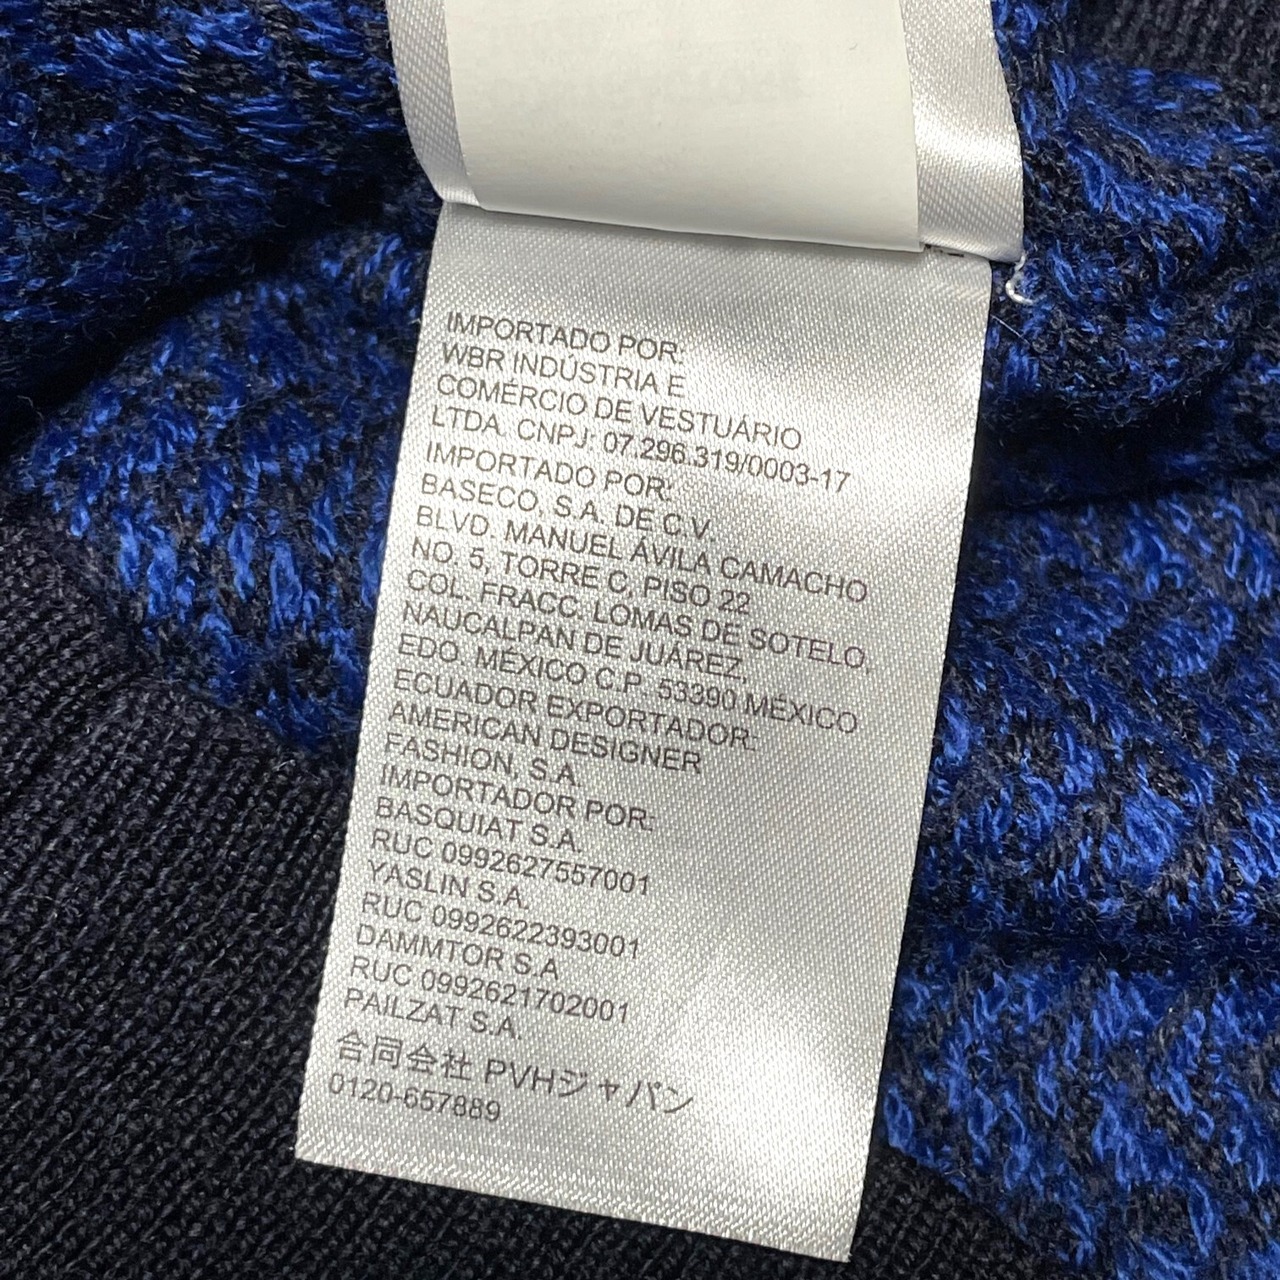 IMPORTADO POR:
WBR INDÚSTRIA E
COMÉRCIO DE VESTUÁRIO
LTDA. CNPJ: 07.296.319/0003-17
IMPORTADO POR:
BASECO, S.A. DE C.V.
BLVD. MANUEL ÁVILA CAMACHO
NO. 5, TORRE C, PISO 22
COL. FRACC. LOMAS DE SOTELO,
NAUCALPAN DE JUÁREZ,
EDO. MÉXICO C.P. 53390 MÉXICO
ECUADOR EXPORTADOR:
AMERICAN DESIGNER
FASHION, S.A.
IMPORTADOR POR:
BASQUIAT S.A.
RUC 0992627557001
YASLIN S.A.
RUC 0992622393001
DAMMTOR S.A
RUC 0992621702001
PAILZAT S.A.
合同会社 PVHジャパン
0120-657889